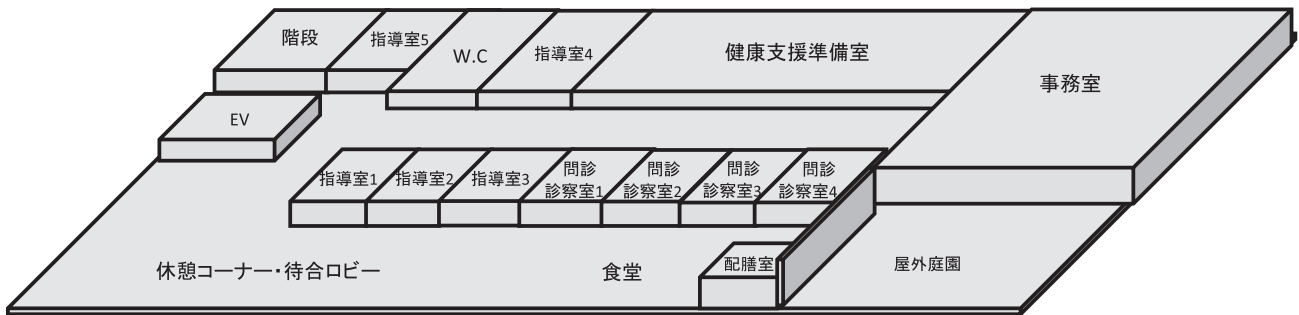 階段
指導室5
W.C
指導室4
健康支援準備室
事務室
EV
指導室1
指導室2
指導室3
問診
診察室1
問診
診察室2
問診
診察室3
問診
診察室4
休憩コーナー・待合ロビー
食堂
配膳室
屋外庭園